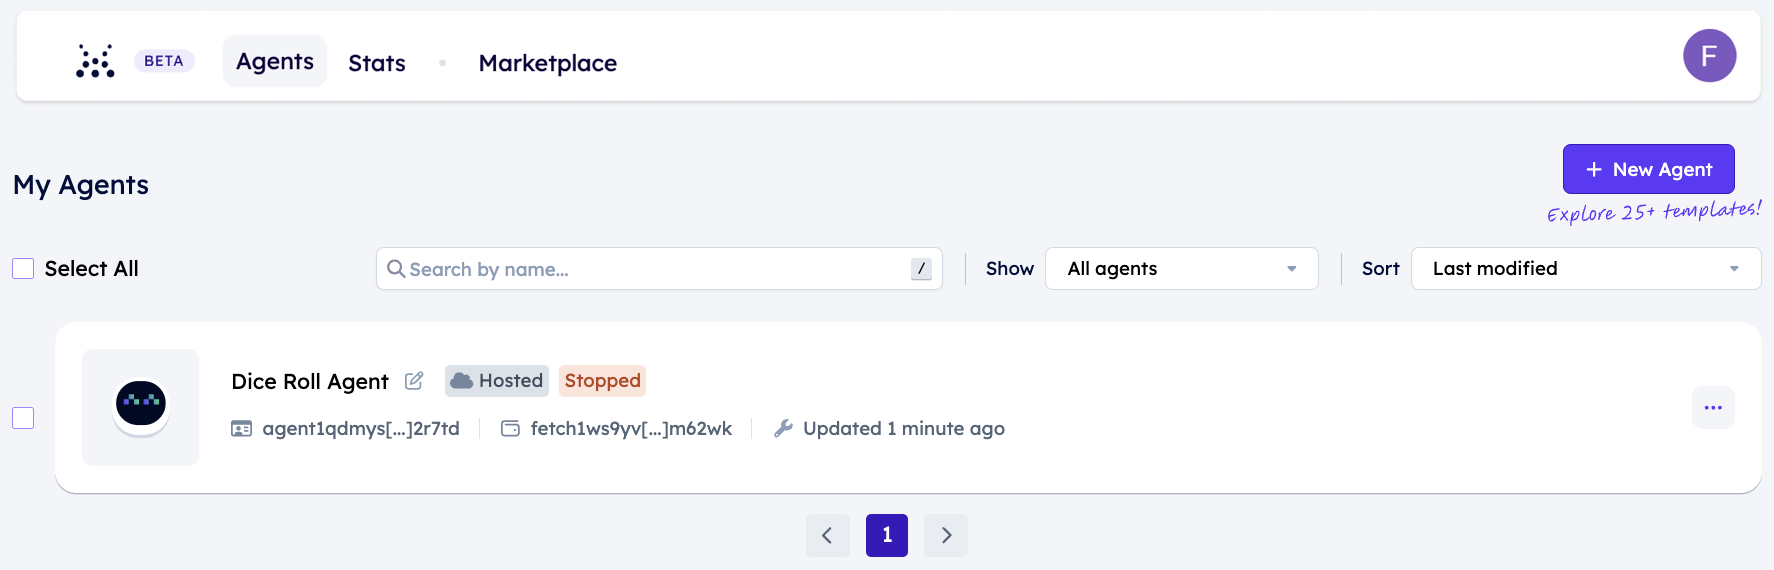 BETA Agents Stats • Marketplace F
My Agents
+ New Agent
Explore 25+ templates!
Select All Search by name... / Show All agents Sort Last modified
Dice Roll Agent Hosted Stopped
agent1qdmys[...]2r7td fetch1ws9yv[...]m62wk Updated 1 minute ago
< 1 >